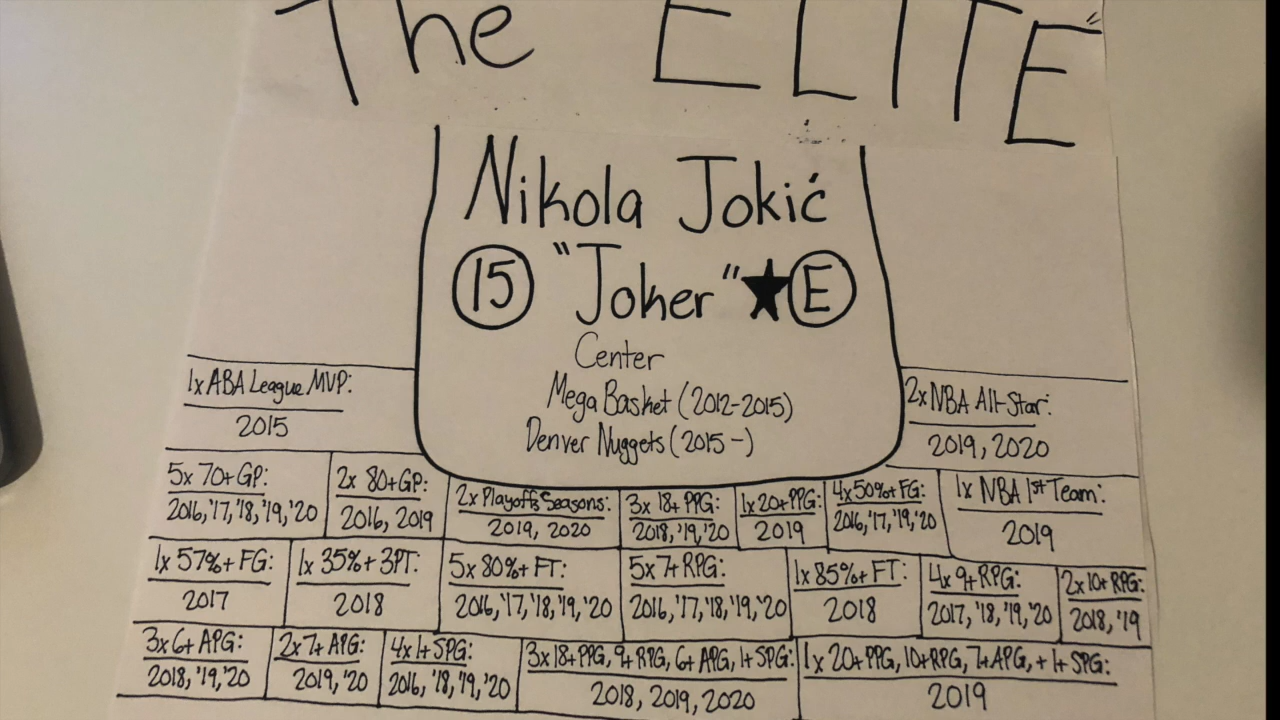 The ELITE
Nikola Jokić
15 "Joker" ★ E
Center
Mega Basket (2012-2015)
Denver Nuggets (2015-)
1x ABA League MVP:
2015
2x NBA All-Star:
2019, 2020
5x 70+ GP:
2016,'17,'18,'19,'20
2x 80+ GP:
2016, 2019
2x Playoffs Seasons:
2019, 2020
3x 18+ PPG:
2018,'19,'20
1x 20+ PPG:
2019
4x 50%+ FG:
2016,'17,'19,'20
1x NBA 1st Team:
2019
1x 57%+ FG:
2017
1x 35%+ 3PT:
2018
5x 80%+ FT:
2016,'17,'18,'19,'20
5x 7+ RPG:
2016,'17,'18,'19,'20
1x 85%+ FT:
2018
4x 9+ RPG:
2017,'18,'19,'20
2x 10+ RPG:
2018,'19
3x 6+ APG:
2018,'19,'20
2x 7+ APG:
2019,'20
4x 1+ SPG:
2016,'18,'19,'20
3x 18+ PPG, 9+ RPG, 6+ APG, 1+ SPG:
2018, 2019, 2020
1x 20+ PPG, 10+ RPG, 7+ APG, + 1+ SPG:
2019